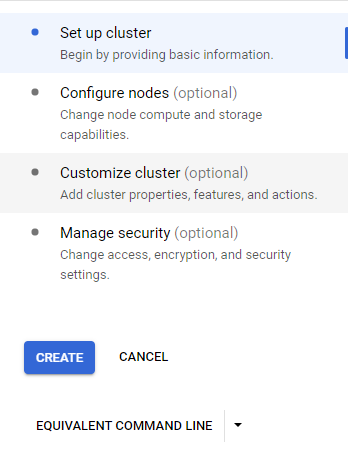 Set up cluster
Begin by providing basic information.
Configure nodes (optional)
Change node compute and storage
capabilities.
Customize cluster (optional)
Add cluster properties, features, and actions.
Manage security (optional)
Change access, encryption, and security
settings.
CREATE CANCEL
EQUIVALENT COMMAND LINE